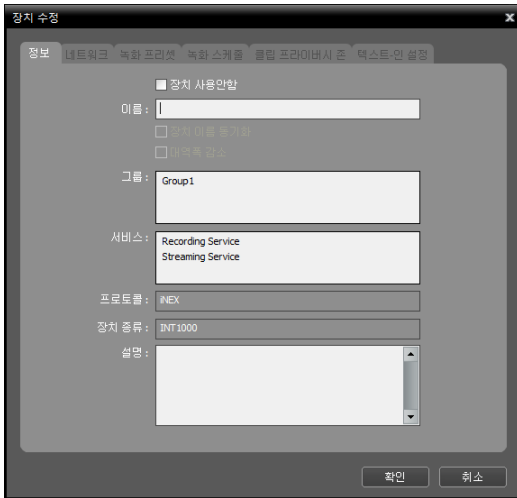 장치 수정
x
정보 네트워크 녹화 프리셋 녹화 스케줄 클립 프라이버시 존 텍스트-인 설정
장치 사용안함
이름 :
장치 이름 동기화
대역폭 감소
그룹 : Group1
서비스 : Recording Service
Streaming Service
프로토콜 : iNEX
장치 종류 : INT1000
설명 :
확인 취소